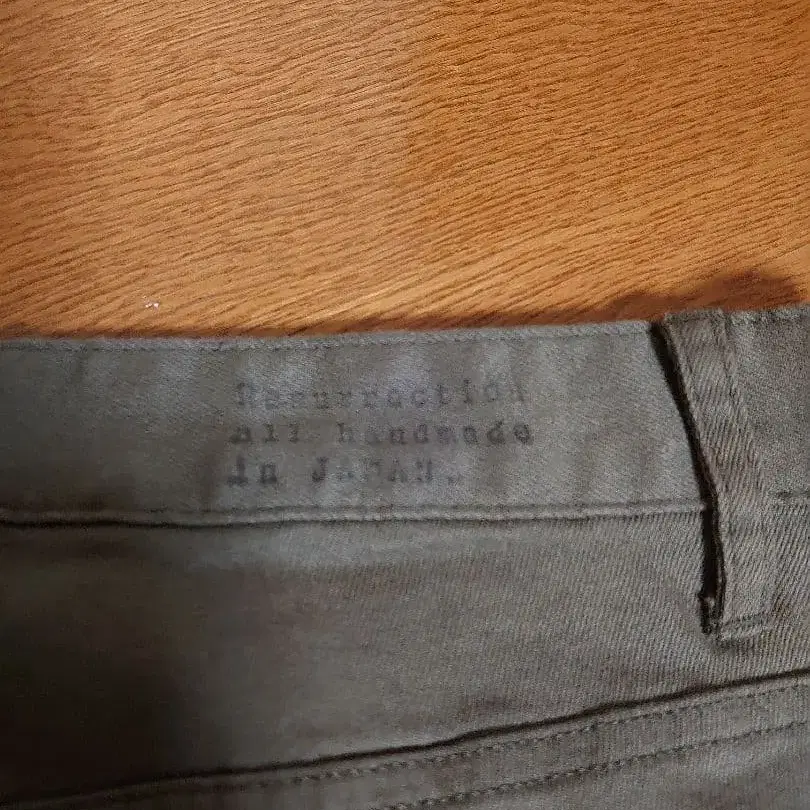 Resurrection
All handmade
in JAPAN.